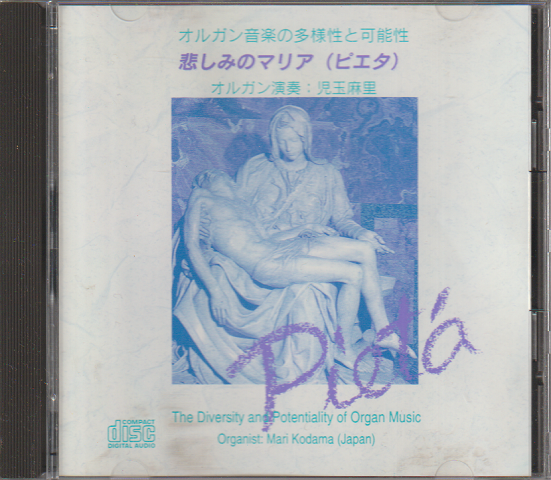 オルガン音楽の多様性と可能性
悲しみのマリア（ピエタ）
オルガン演奏：児玉麻里
Pietá
The Diversity and Potentiality of Organ Music
Organist: Mari Kodama (Japan)
COMPACT
disc
DIGITAL AUDIO